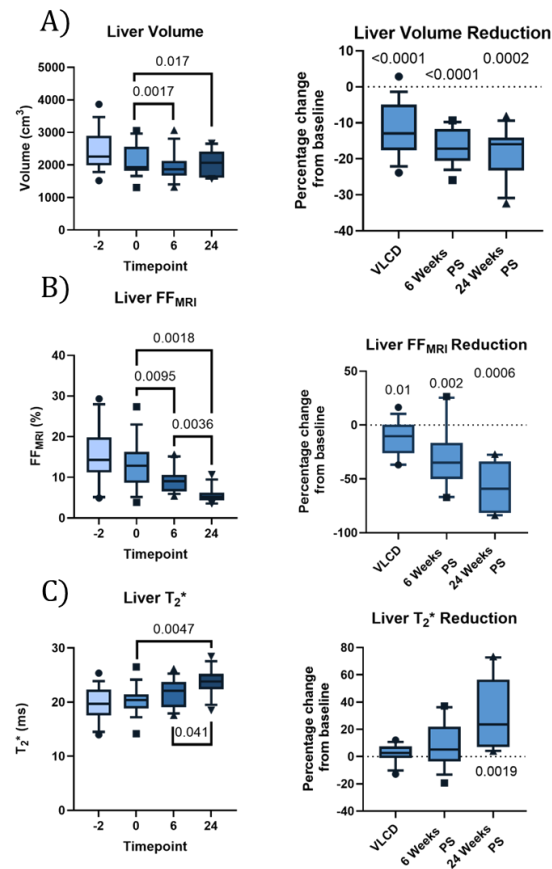 A)
Liver Volume
Volume (cm³)
5000
4000
3000
2000
1000
0
0.017
0.0017
-2 0 6 24
Timepoint
Liver Volume Reduction
Percentage change
from baseline
10
0
-10
-20
-30
-40
<0.0001
<0.0001
0.0002
VLCD
6 Weeks PS
24 Weeks PS
B)
Liver FFMRI
FFMRI (%)
40
30
20
10
0
0.0018
0.0095
0.0036
-2 0 6 24
Timepoint
Liver FFMRI Reduction
Percentage change
from baseline
50
0
-50
-100
0.01
0.002
0.0006
VLCD
6 Weeks PS
24 Weeks PS
C)
Liver T2*
T2* (ms)
30
20
10
0
0.0047
0.041
-2 0 6 24
Timepoint
Liver T2* Reduction
Percentage change
from baseline
80
60
40
20
0
-20
-40
0.0019
VLCD
6 Weeks PS
24 Weeks PS